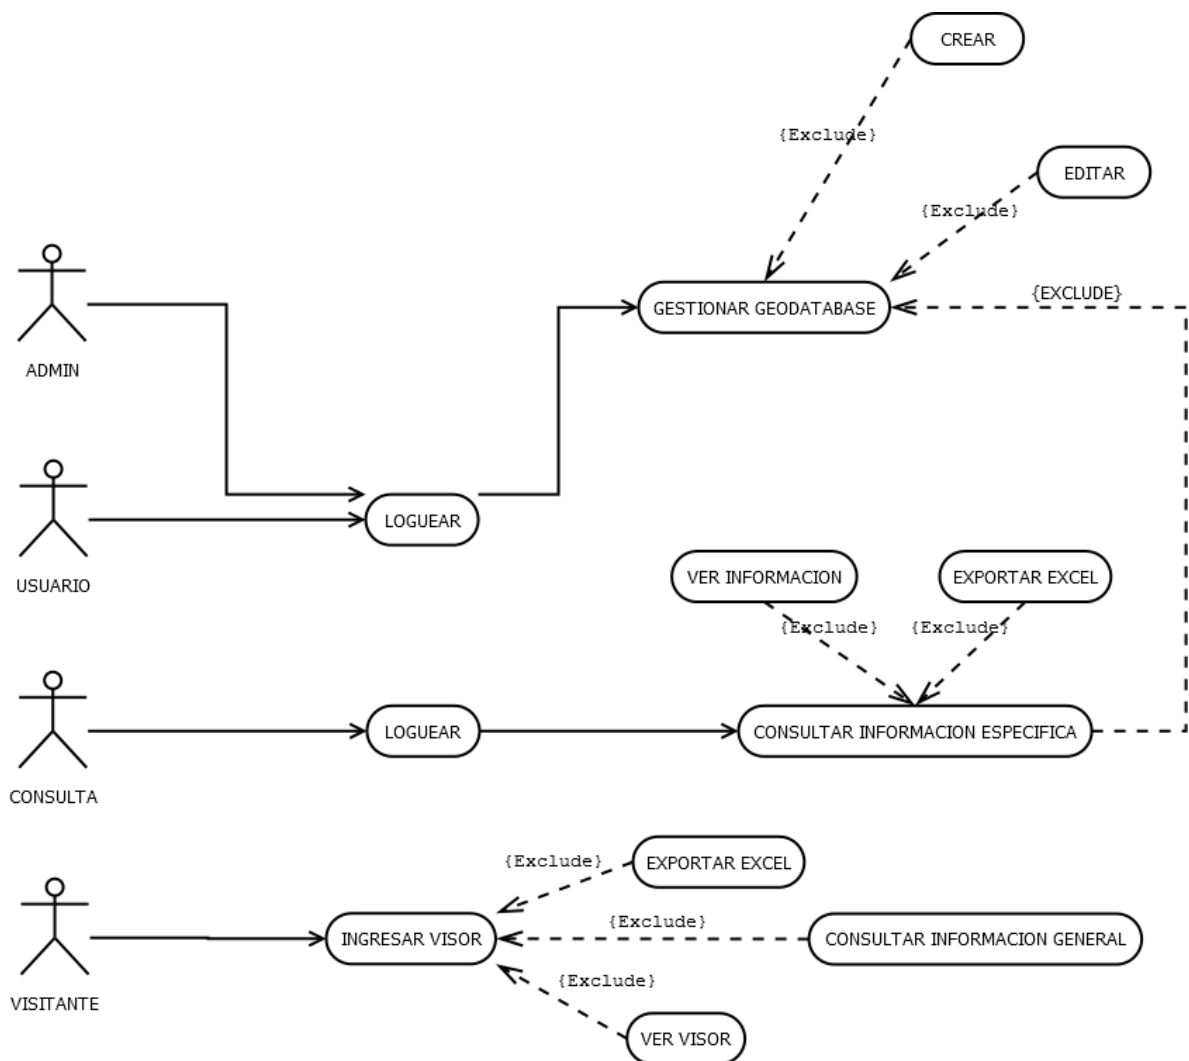 CREAR
{Exclude}
EDITAR
{Exclude}
GESTIONAR GEODATABASE
{EXCLUDE}
ADMIN
LOGUEAR
USUARIO
VER INFORMACION
EXPORTAR EXCEL
{Exclude}
{Exclude}
LOGUEAR
CONSULTAR INFORMACION ESPECIFICA
CONSULTA
{Exclude}
EXPORTAR EXCEL
{Exclude}
INGRESAR VISOR
CONSULTAR INFORMACION GENERAL
{Exclude}
VISITANTE
VER VISOR